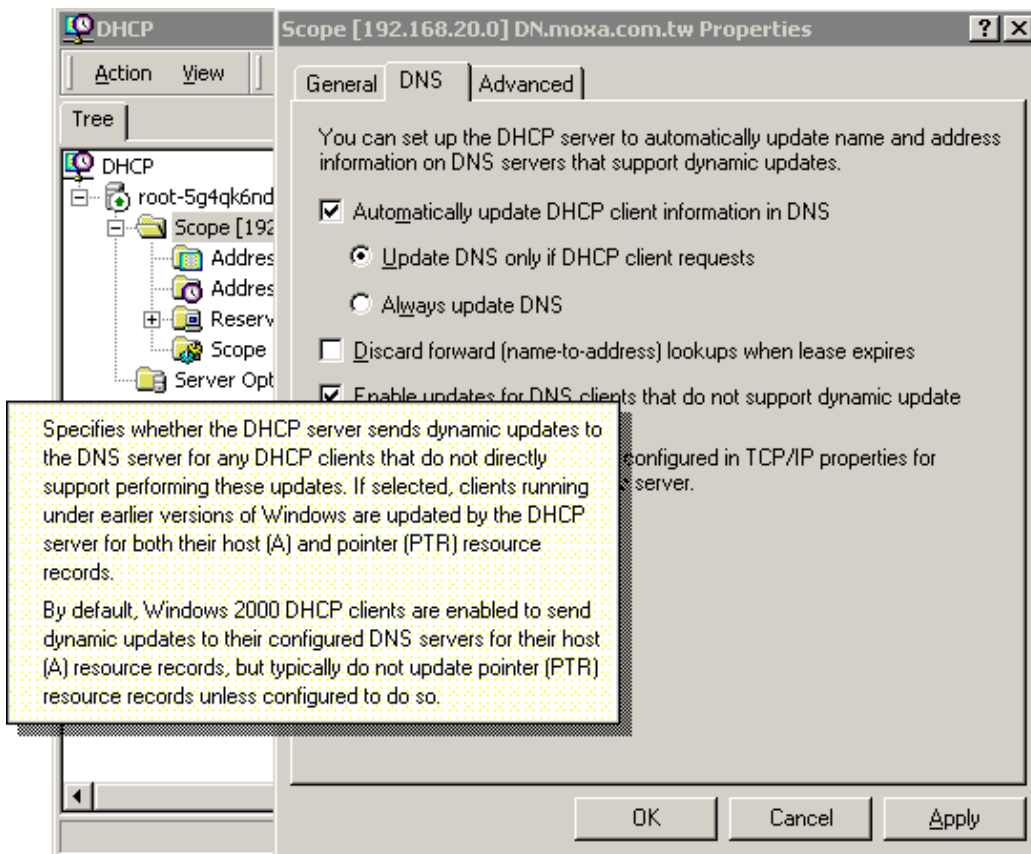 DHCP
Action View
Tree
DHCP
root-5g4qk6nd
Scope [192
Addres
Addres
Reserv
Scope
Server Opt
Scope [192.168.20.0] DN.moxa.com.tw Properties
General DNS Advanced
You can set up the DHCP server to automatically update name and address
information on DNS servers that support dynamic updates.
Automatically update DHCP client information in DNS
Update DNS only if DHCP client requests
Always update DNS
Discard forward (name-to-address) lookups when lease expires
Enable updates for DNS clients that do not support dynamic update
configured in TCP/IP properties for
server.
Specifies whether the DHCP server sends dynamic updates to
the DNS server for any DHCP clients that do not directly
support performing these updates. If selected, clients running
under earlier versions of Windows are updated by the DHCP
server for both their host (A) and pointer (PTR) resource
records.
By default, Windows 2000 DHCP clients are enabled to send
dynamic updates to their configured DNS servers for their host
(A) resource records, but typically do not update pointer (PTR)
resource records unless configured to do so.
OK Cancel Apply